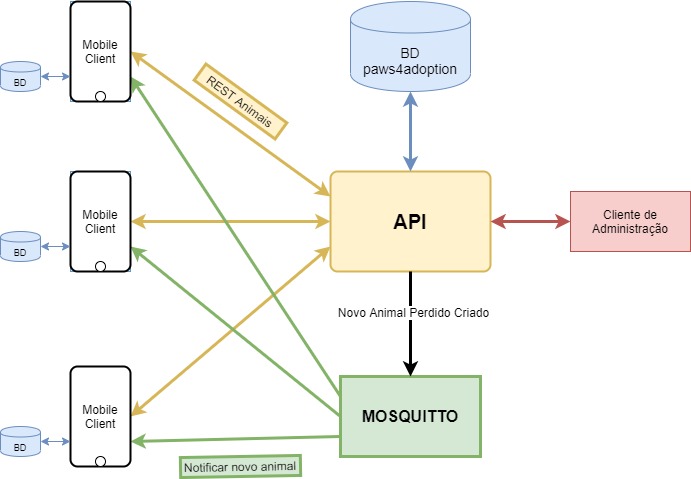 Mobile
Client
BD
REST Animais
BD
paws4adoption
Mobile
Client
BD
API
Cliente de
Administração
Novo Animal Perdido Criado
Mobile
Client
BD
MOSQUITTO
Notificar novo animal